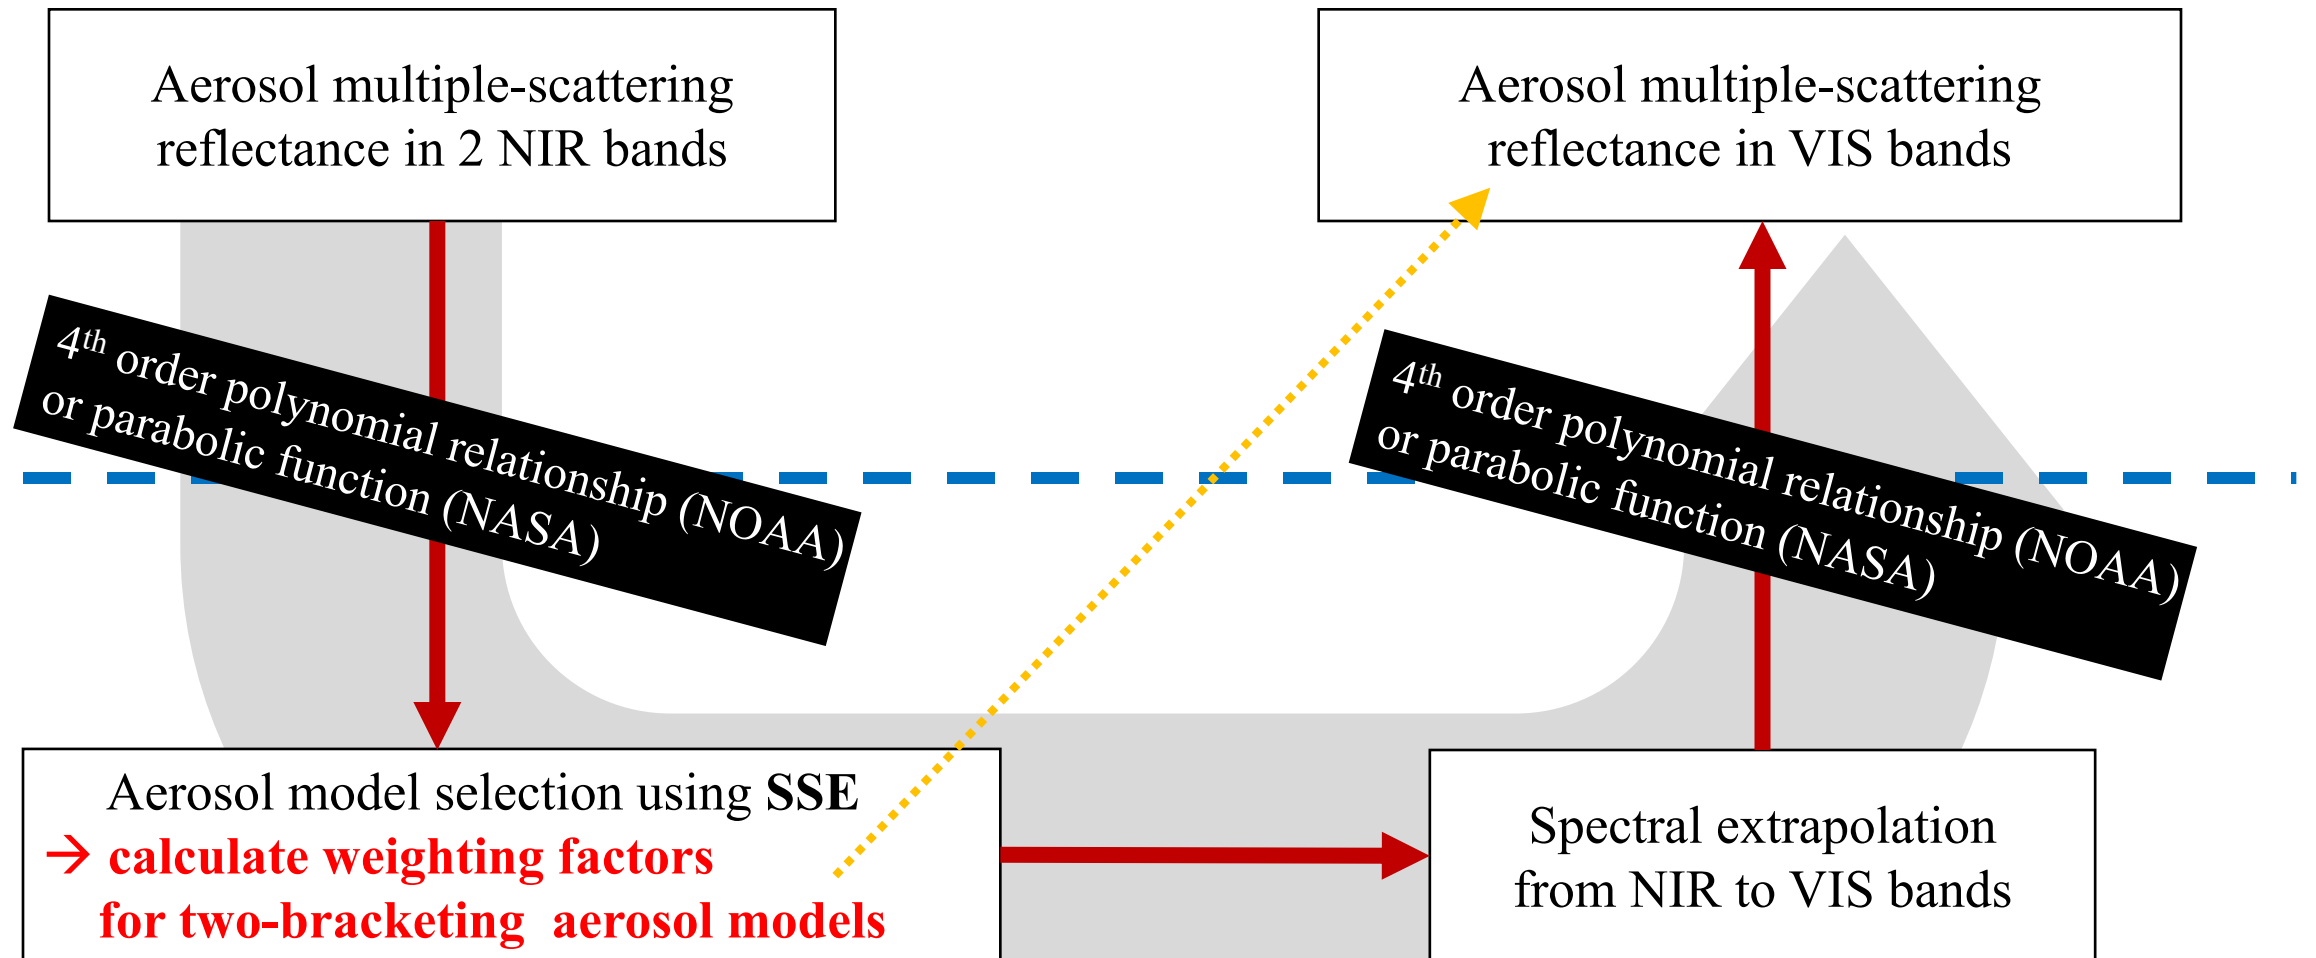 Aerosol multiple-scattering
reflectance in 2 NIR bands
Aerosol multiple-scattering
reflectance in VIS bands
4th order polynomial relationship (NOAA)
or parabolic function (NASA)
4th order polynomial relationship (NOAA)
or parabolic function (NASA)
Aerosol model selection using SSE
→ calculate weighting factors
for two-bracketing aerosol models
Spectral extrapolation
from NIR to VIS bands